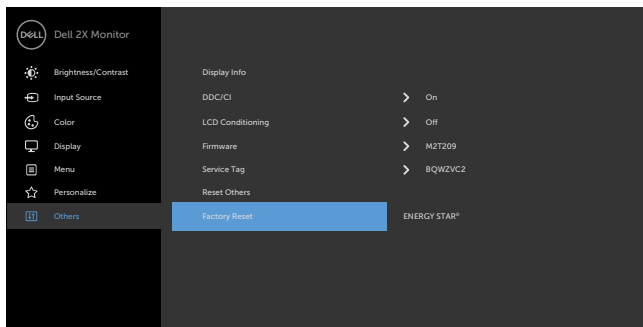 DELL
Dell 2X Monitor
Brightness/Contrast
Input Source
Color
Display
Menu
Personalize
Others
Display Info
DDC/CI
On
LCD Conditioning
Off
Firmware
M2T209
Service Tag
BQWZVC2
Reset Others
Factory Reset
ENERGY STAR®